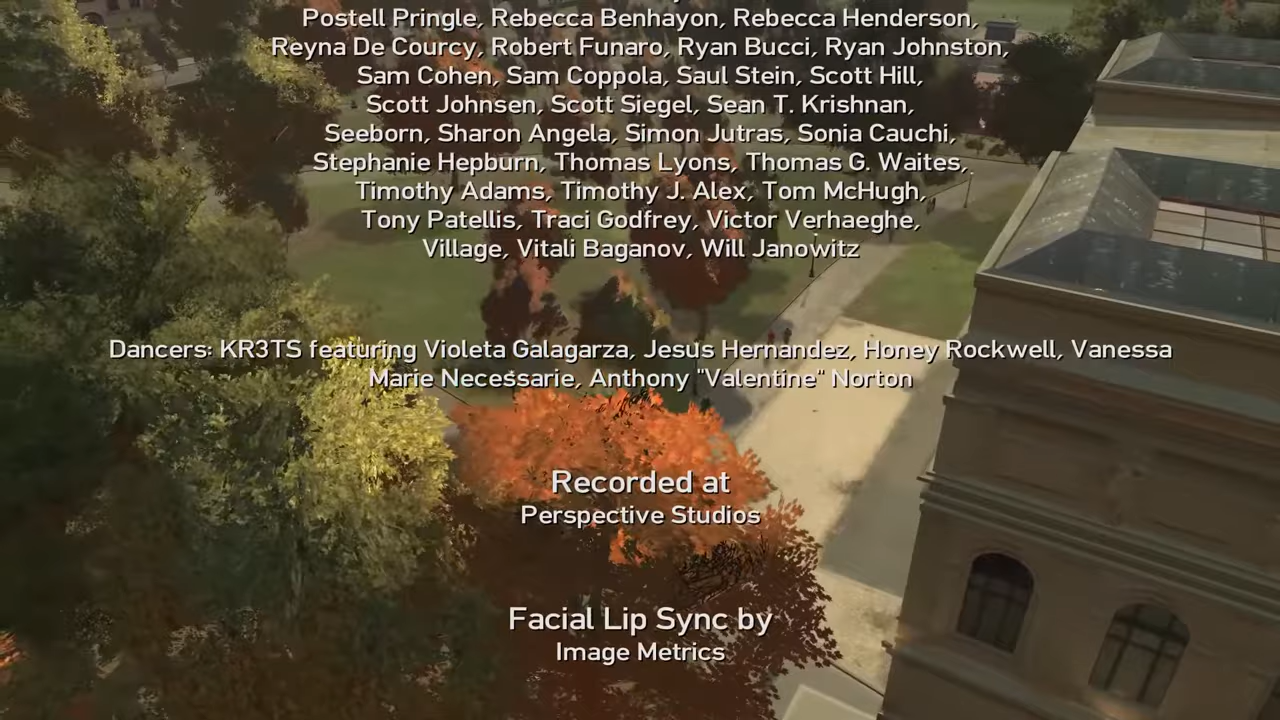 Postell Pringle, Rebecca Benhayon, Rebecca Henderson,
Reyna De Courcy, Robert Funaro, Ryan Bucci, Ryan Johnston,
Sam Cohen, Sam Coppola, Saul Stein, Scott Hill,
Scott Johnsen, Scott Siegel, Sean T. Krishnan,
Seeborn, Sharon Angela, Simon Jutras, Sonia Cauchi,
Stephanie Hepburn, Thomas Lyons, Thomas G. Waites,
Timothy Adams, Timothy J. Alex, Tom McHugh,
Tony Patellis, Traci Godfrey, Victor Verhaeghe,
Village, Vitali Baganov, Will Janowitz
Dancers: KR3TS featuring Violeta Galagarza, Jesus Hernandez, Honey Rockwell, Vanessa
Marie Necessarie, Anthony "Valentine" Norton
Recorded at
Perspective Studios
Facial Lip Sync by
Image Metrics